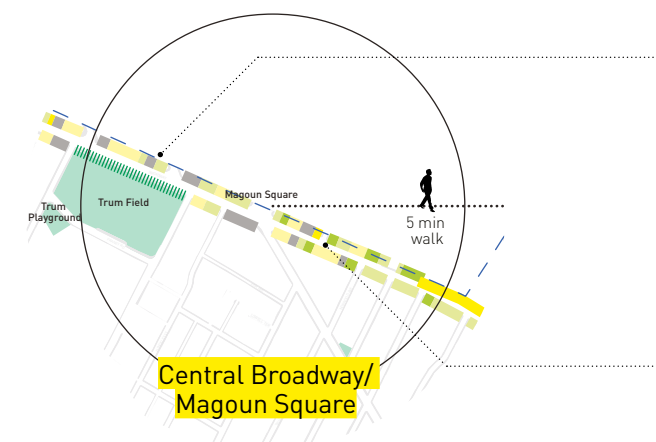 Magoun Square
Trum
Playground
Trum Field
5 min
walk
Central Broadway/
Magoun Square